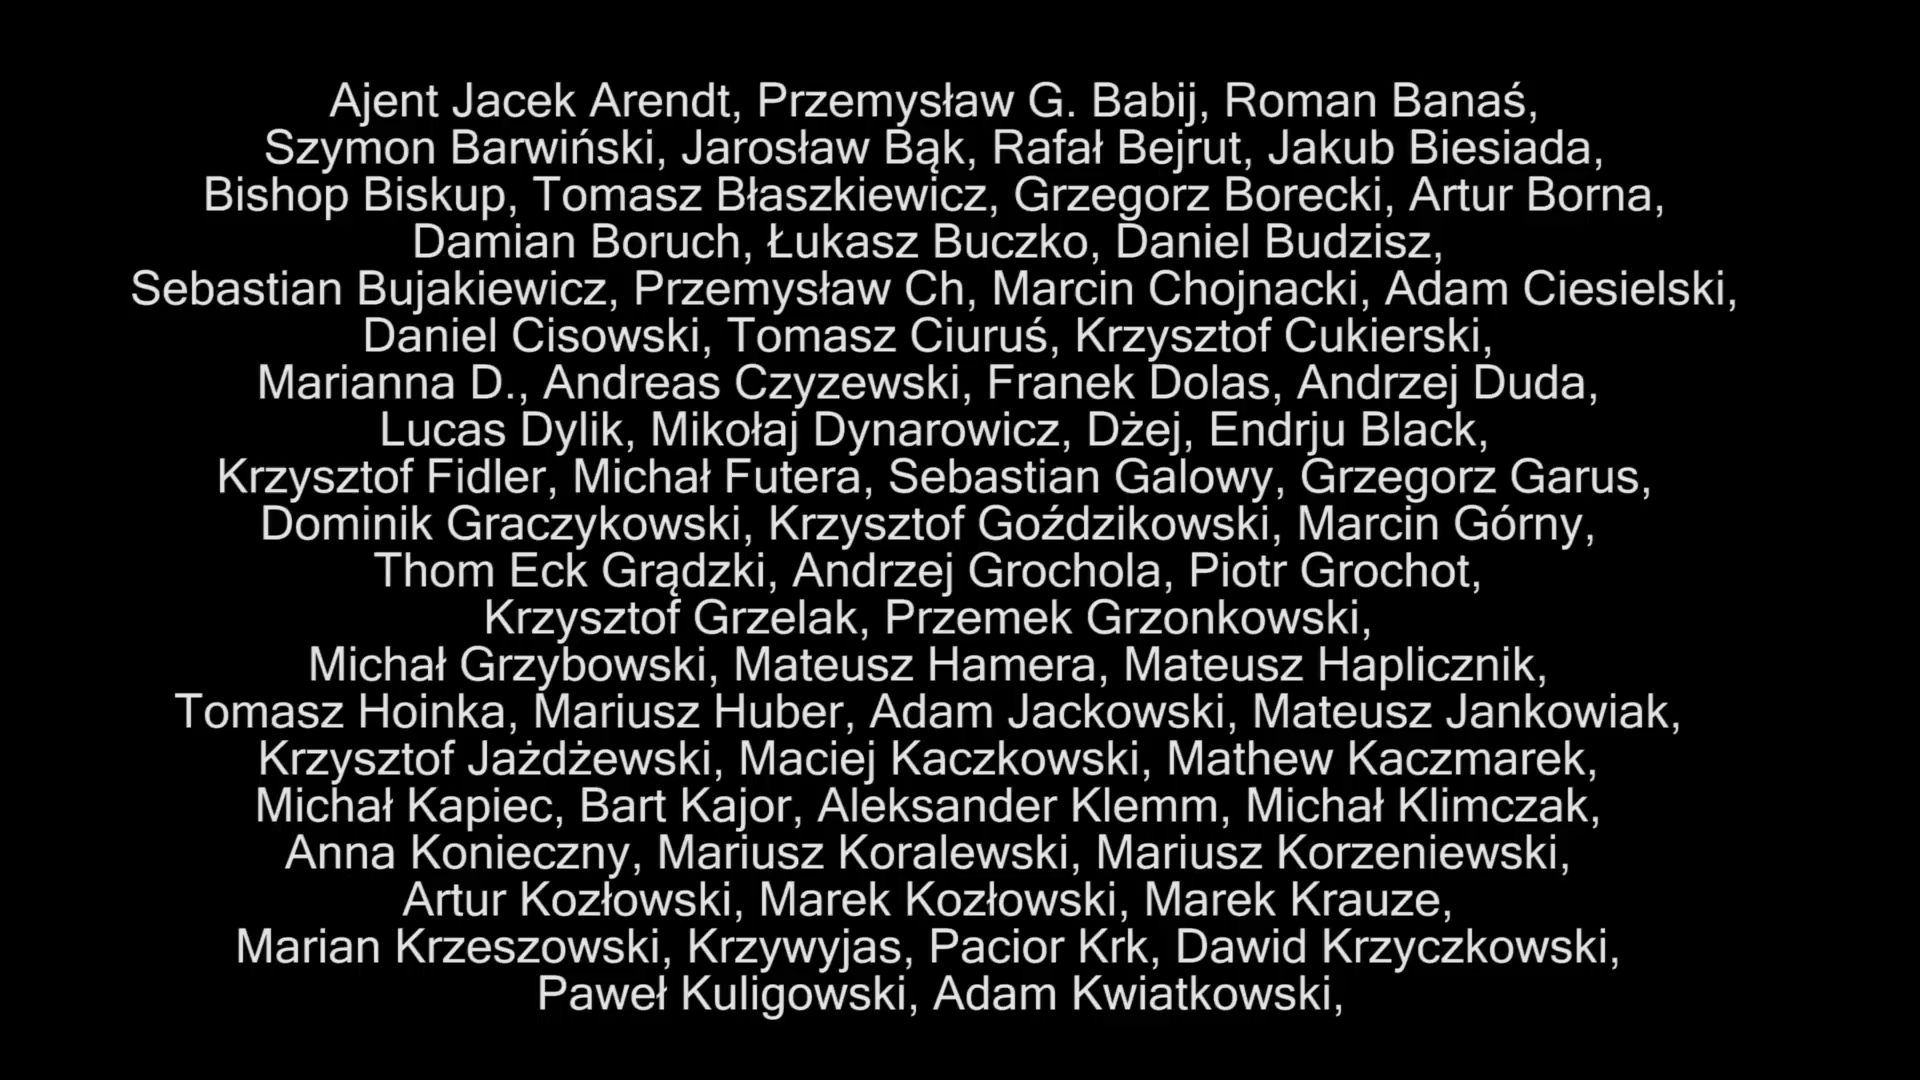 Ajent Jacek Arendt, Przemysław G. Babij, Roman Banaś,
Szymon Barwiński, Jarosław Bąk, Rafał Bejrut, Jakub Biesiada,
Bishop Biskup, Tomasz Błaszkiewicz, Grzegorz Borecki, Artur Borna,
Damian Boruch, Łukasz Buczko, Daniel Budzisz,
Sebastian Bujakiewicz, Przemysław Ch, Marcin Chojnacki, Adam Ciesielski,
Daniel Cisowski, Tomasz Ciuruś, Krzysztof Cukierski,
Marianna D., Andreas Czyzewski, Franek Dolas, Andrzej Duda,
Lucas Dylik, Mikołaj Dynarowicz, Dżej, Endrju Black,
Krzysztof Fidler, Michał Futera, Sebastian Galowy, Grzegorz Garus,
Dominik Graczykowski, Krzysztof Goździkowski, Marcin Górny,
Thom Eck Grądzki, Andrzej Grochola, Piotr Grochot,
Krzysztof Grzelak, Przemek Grzonkowski,
Michał Grzybowski, Mateusz Hamera, Mateusz Haplicznik,
Tomasz Hoinka, Mariusz Huber, Adam Jackowski, Mateusz Jankowiak,
Krzysztof Jażdżewski, Maciej Kaczkowski, Mathew Kaczmarek,
Michał Kapiec, Bart Kajor, Aleksander Klemm, Michał Klimczak,
Anna Konieczny, Mariusz Koralewski, Mariusz Korzeniewski,
Artur Kozłowski, Marek Kozłowski, Marek Krauze,
Marian Krzeszowski, Krzywyjas, Pacior Krk, Dawid Krzyczkowski,
Paweł Kuligowski, Adam Kwiatkowski,